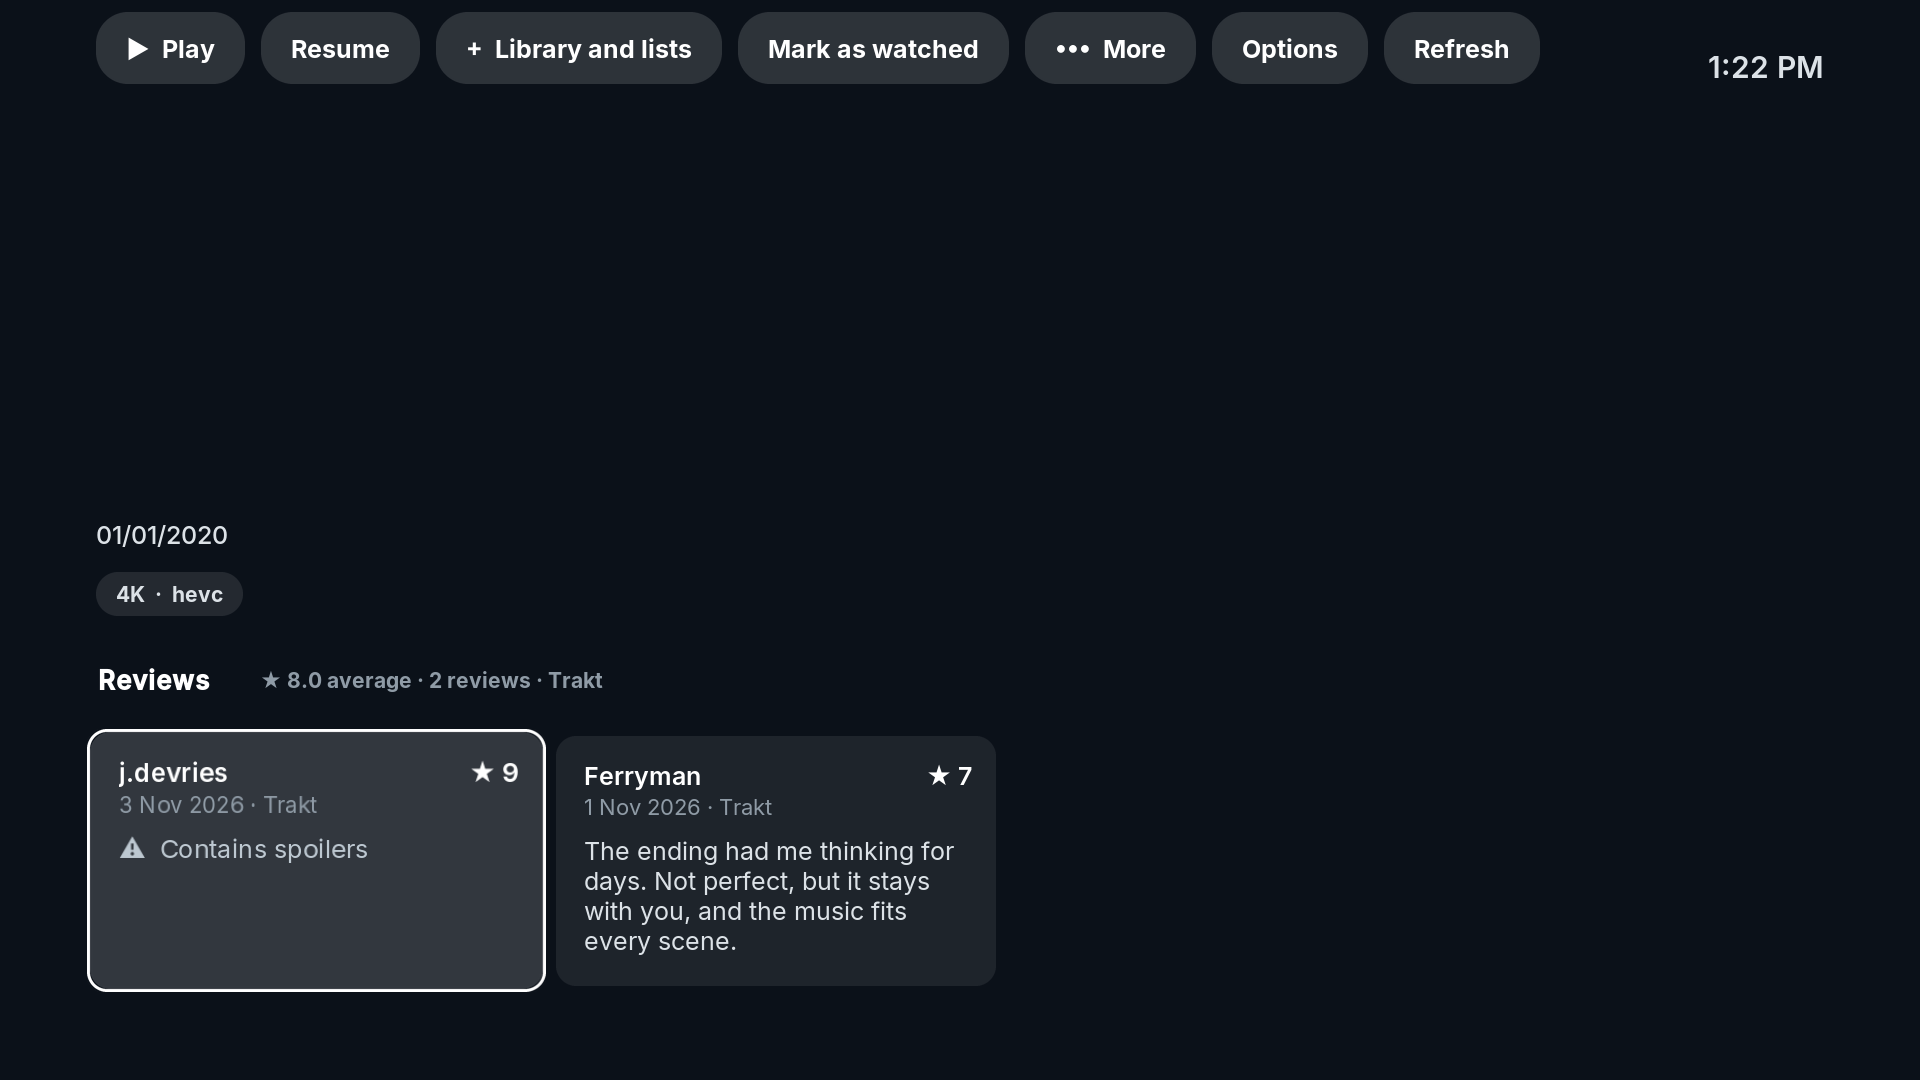 ▶ Play
Resume
+ Library and lists
Mark as watched
••• More
Options
Refresh
1:22 PM
01/01/2020
4K · hevc
Reviews
★ 8.0 average · 2 reviews · Trakt
j.devries ★ 9
3 Nov 2026 · Trakt
⚠ Contains spoilers
Ferryman ★ 7
1 Nov 2026 · Trakt
The ending had me thinking for
days. Not perfect, but it stays
with you, and the music fits
every scene.